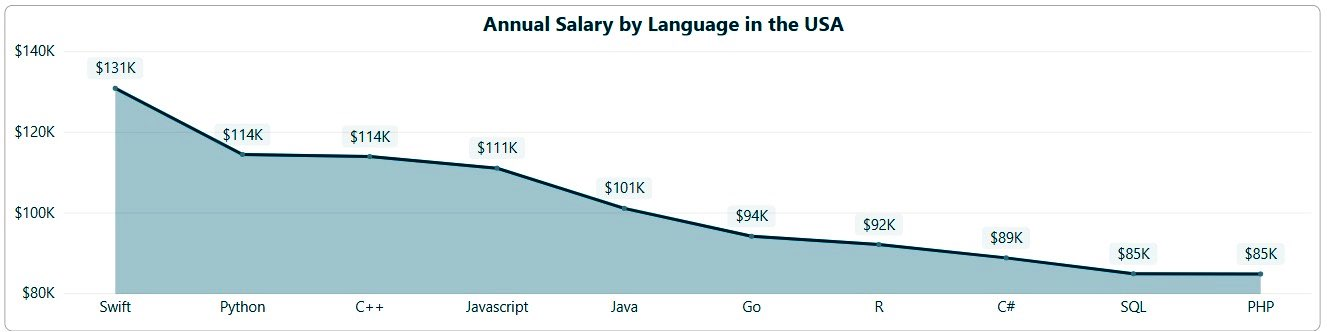 Annual Salary by Language in the USA
$140K
$131K
$120K
$114K
$114K
$111K
$101K
$100K
$94K
$92K
$89K
$85K
$85K
$80K
Swift Python C++ Javascript Java Go R C# SQL PHP